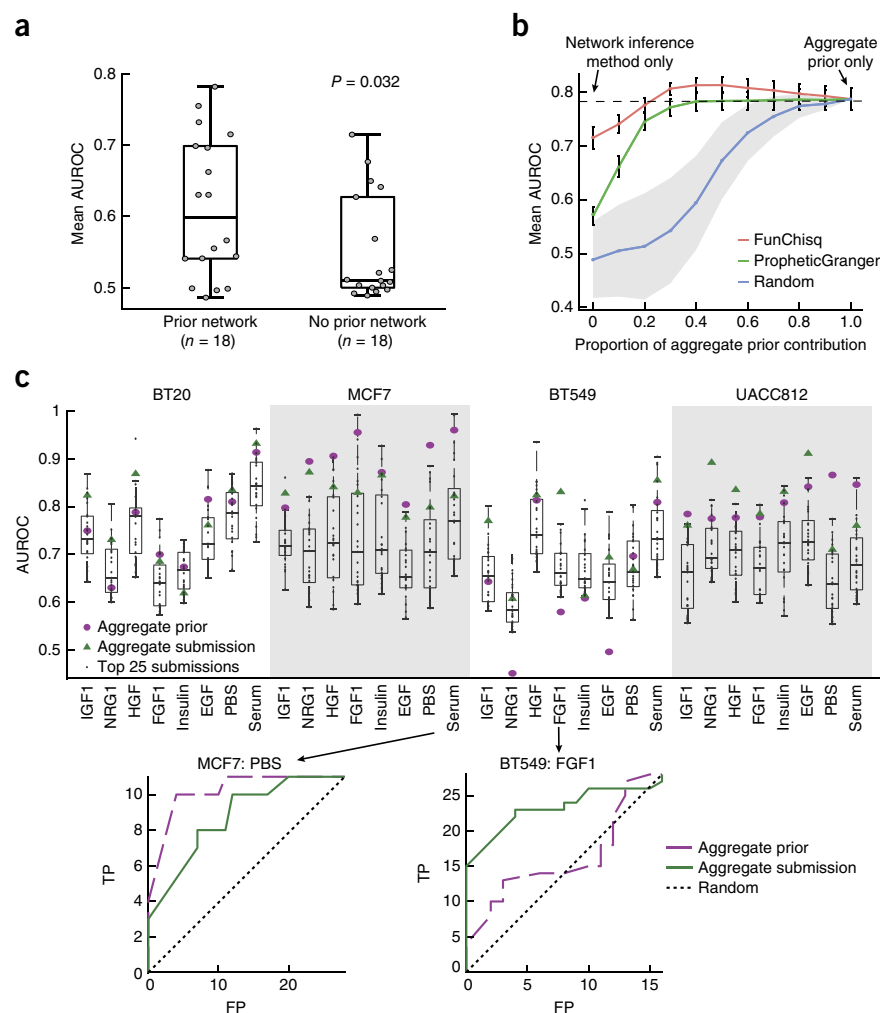 a
P = 0.032
0.8
0.7
0.6
0.5
Mean AUROC
Prior network
(n = 18)
No prior network
(n = 18)
b
Network inference
method only
Aggregate
prior only
0.8
0.7
0.6
0.5
0.4
Mean AUROC
FunChisq
PropheticGranger
Random
0 0.2 0.4 0.6 0.8 1.0
Proportion of aggregate prior contribution
c
BT20 MCF7 BT549 UACC812
1
0.9
0.8
0.7
0.6
0.5
AUROC
Aggregate prior
Aggregate submission
Top 25 submissions
IGF1 NRG1 HGF FGF1 Insulin EGF PBS Serum IGF1 NRG1 HGF FGF1 Insulin EGF PBS Serum IGF1 NRG1 HGF FGF1 Insulin EGF PBS Serum IGF1 NRG1 HGF FGF1 Insulin EGF PBS Serum
MCF7: PBS
10
8
6
4
2
0
TP
0 10 20
FP
BT549: FGF1
25
20
15
10
5
0
TP
0 5 10 15
FP
Aggregate prior
Aggregate submission
Random